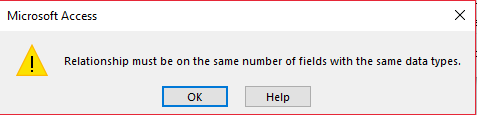 Microsoft Access
Relationship must be on the same number of fields with the same data types.
OK
Help